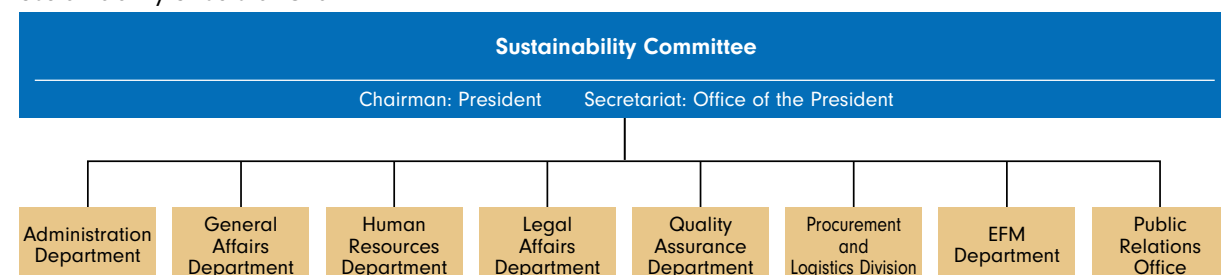 Sustainability Committee
Chairman: President Secretariat: Office of the President
Administration
Department
General
Affairs
Department
Human
Resources
Department
Legal
Affairs
Department
Quality
Assurance
Department
Procurement
and
Logistics Division
EFM
Department
Public
Relations
Office